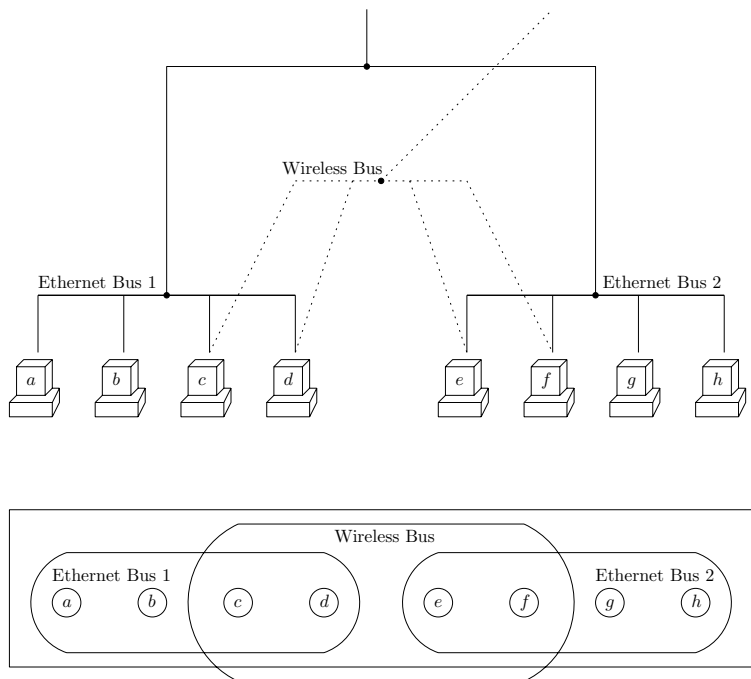 Wireless Bus
Ethernet Bus 1
Ethernet Bus 2
a b c d e f g h
Wireless Bus
Ethernet Bus 1
Ethernet Bus 2
a b c d e f g h